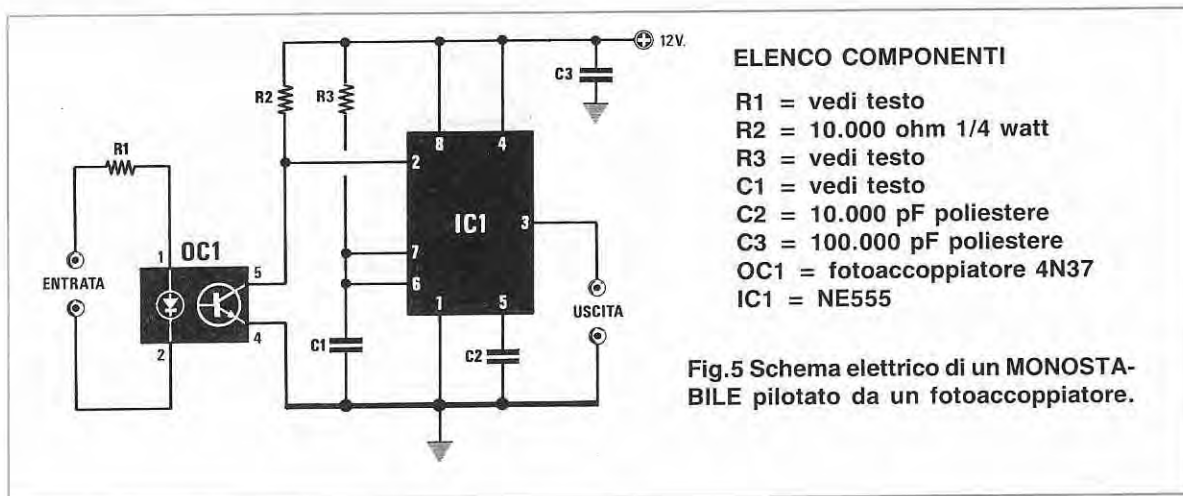 12V.
C3
R2
R3
R1
8
4
2
IC1
3
OC1
1
5
7
ENTRATA
6
USCITA
4
1
5
2
C1
C2
ELENCO COMPONENTI
R1 = vedi testo
R2 = 10.000 ohm 1/4 watt
R3 = vedi testo
C1 = vedi testo
C2 = 10.000 pF poliestere
C3 = 100.000 pF poliestere
OC1 = fotoaccoppiatore 4N37
IC1 = NE555
Fig.5 Schema elettrico di un MONOSTA-
BILE pilotato da un fotoaccoppiatore.